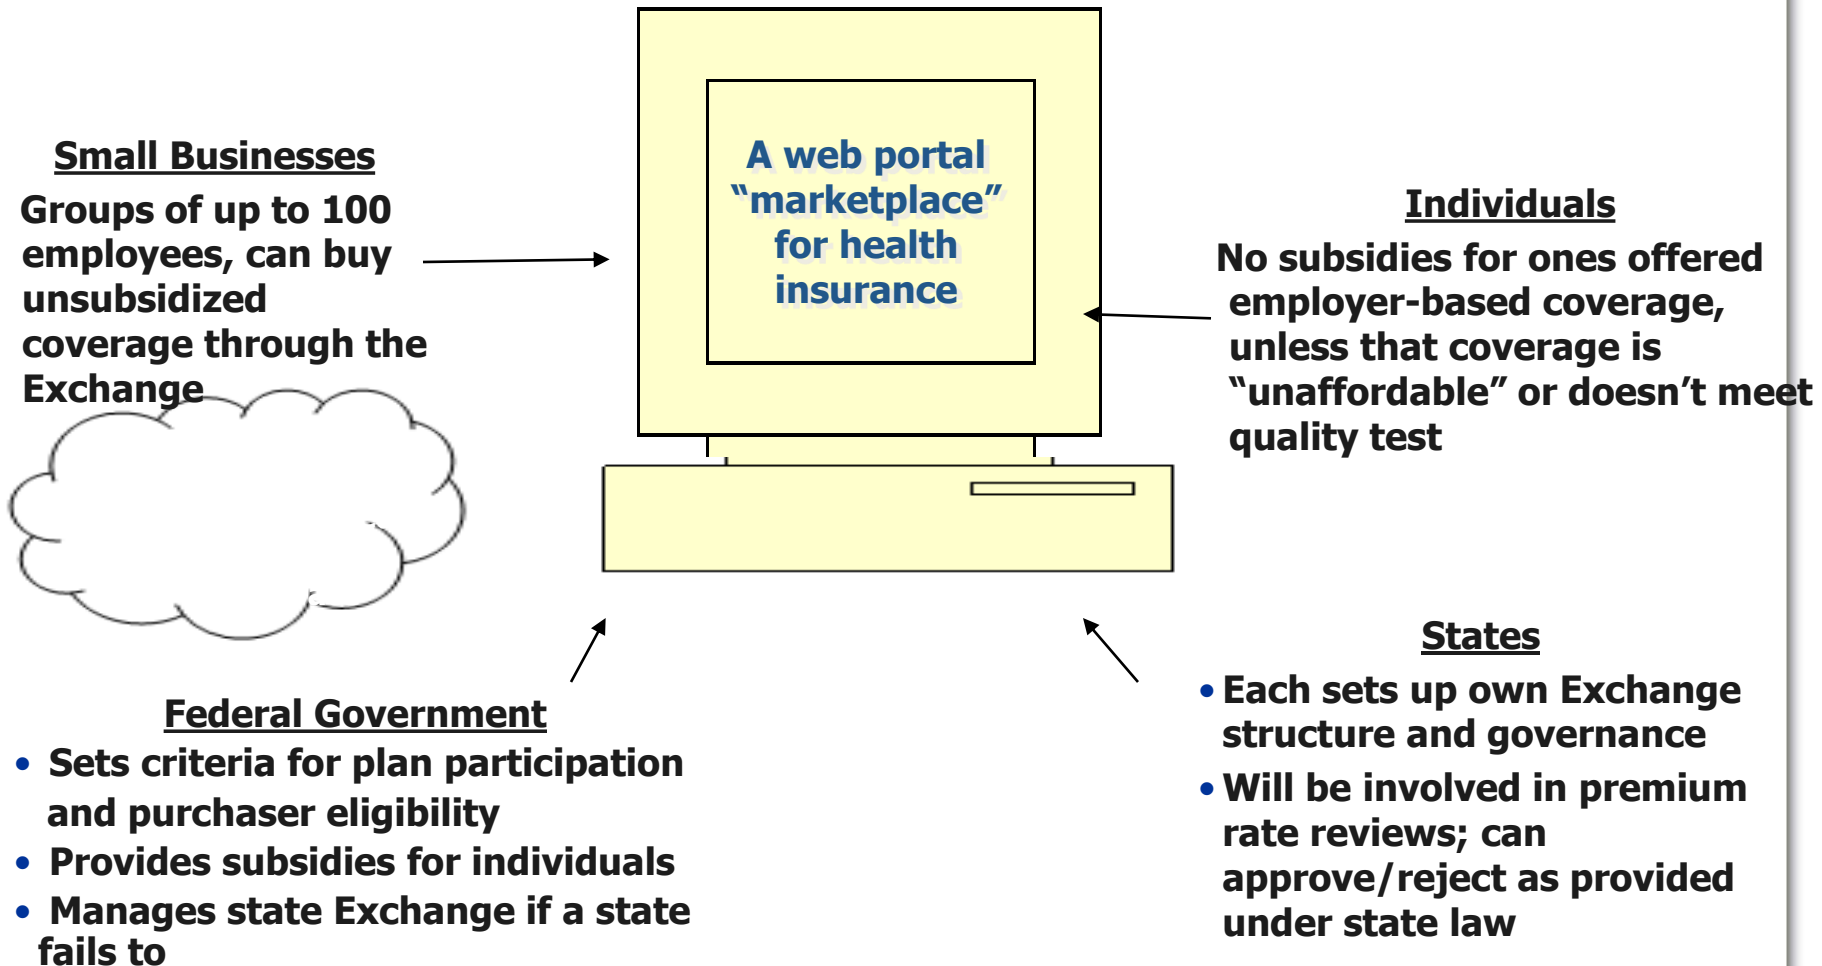 Small Businesses
Groups of up to 100
employees, can buy
unsubsidized
coverage through the
Exchange
A web portal
“marketplace”
for health
insurance
Individuals
No subsidies for ones offered
employer-based coverage,
unless that coverage is
“unaffordable” or doesn’t meet
quality test
Federal Government
• Sets criteria for plan participation
and purchaser eligibility
• Provides subsidies for individuals
• Manages state Exchange if a state
fails to
States
• Each sets up own Exchange
structure and governance
• Will be involved in premium
rate reviews; can
approve/reject as provided
under state law